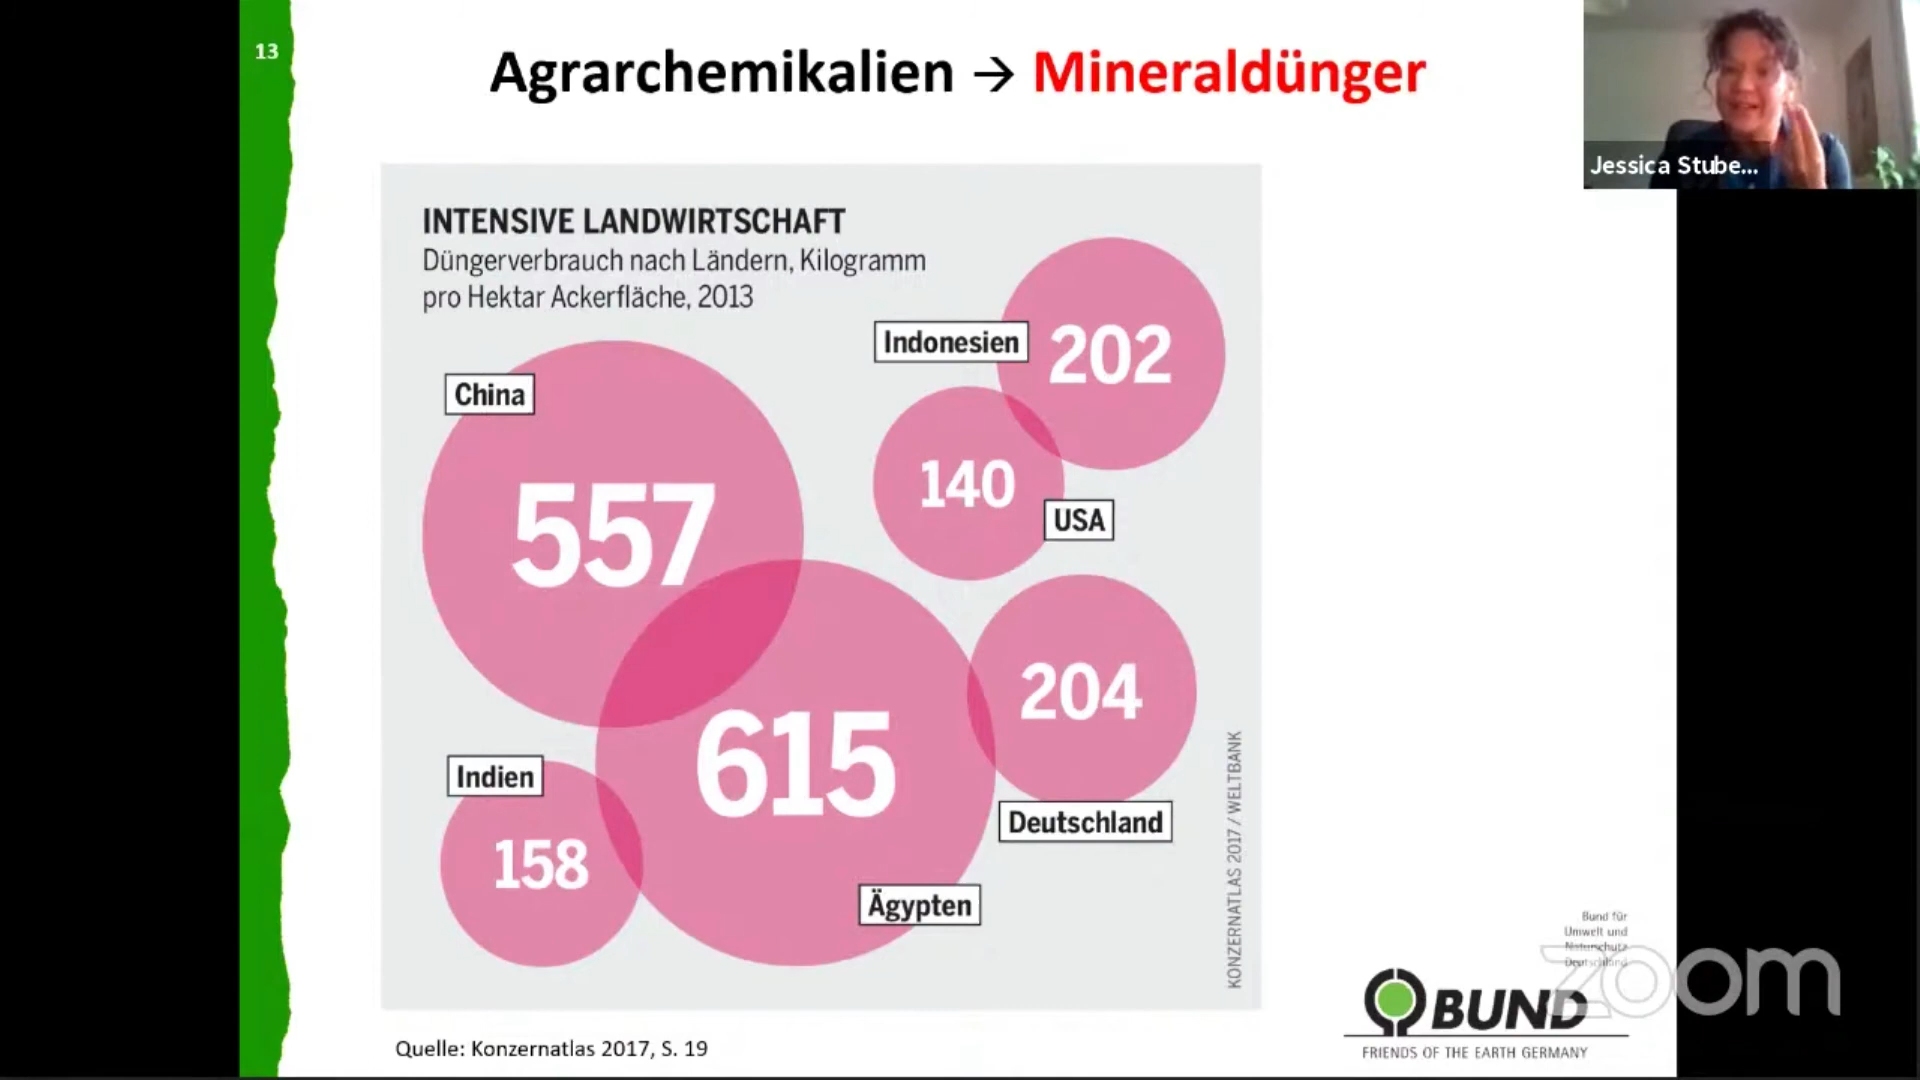 13
Agrarchemikalien → Mineraldünger
Jessica Stube...
INTENSIVE LANDWIRTSCHAFT
Düngerverbrauch nach Ländern, Kilogramm
pro Hektar Ackerfläche, 2013
Indonesien
202
China
557
140
USA
204
Deutschland
615
Ägypten
Indien
158
KONZERNATLAS 2017 / WELTBANK
Quelle: Konzernatlas 2017, S. 19
Bund für
Umwelt und
Naturschutz
Deutschland
BUND
FRIENDS OF THE EARTH GERMANY
zoom